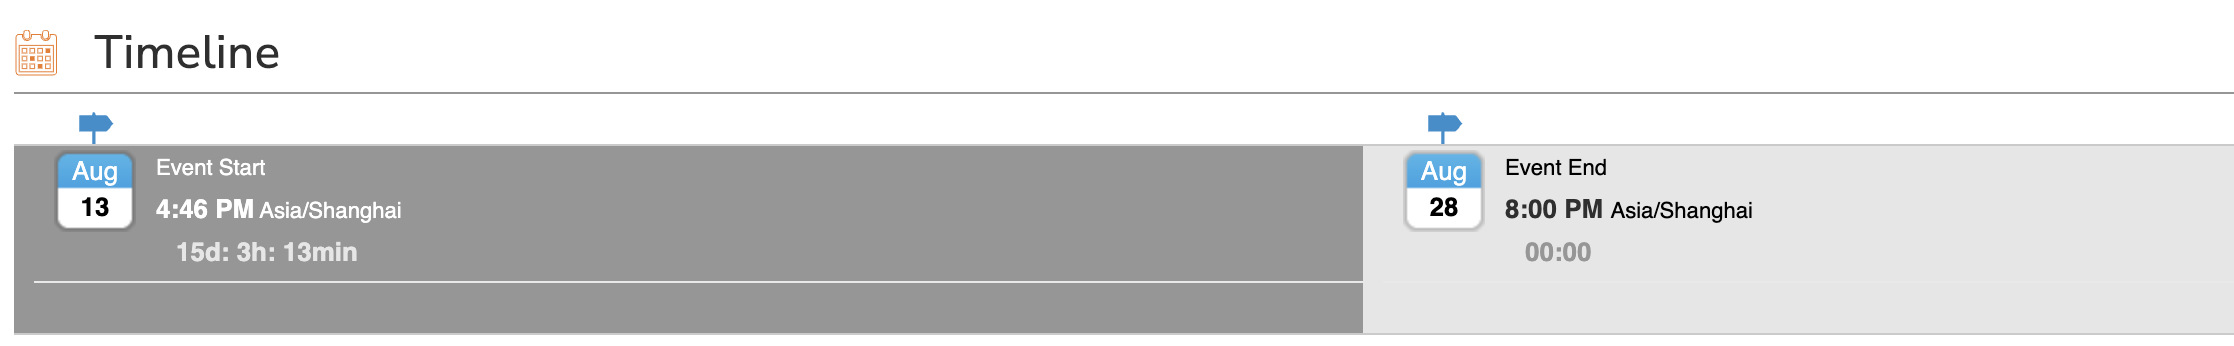 Timeline
Aug
13
Event Start
4:46 PM Asia/Shanghai
15d: 3h: 13min
Aug
28
Event End
8:00 PM Asia/Shanghai
00:00